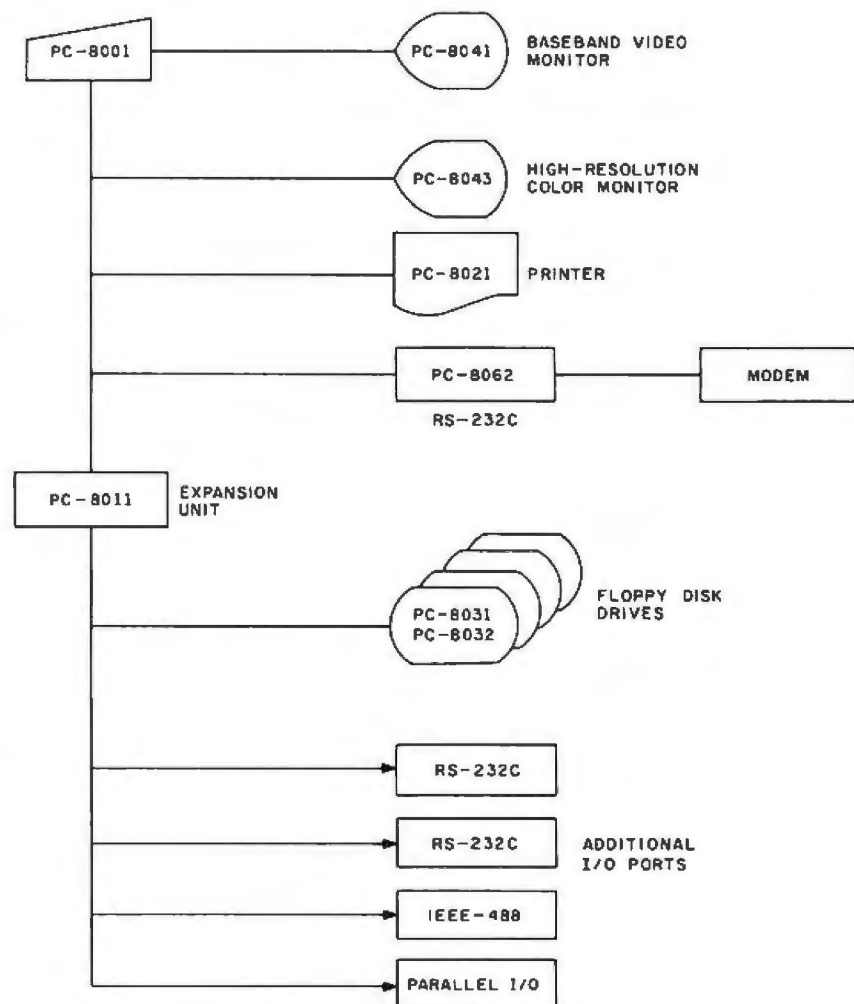 PC-8001
PC-8041
BASEBAND VIDEO
MONITOR
PC-8043
HIGH-RESOLUTION
COLOR MONITOR
PC-8021
PRINTER
PC-8062
MODEM
RS-232C
PC-8011
EXPANSION
UNIT
PC-8031
PC-8032
FLOPPY DISK
DRIVES
RS-232C
RS-232C
ADDITIONAL
I/O PORTS
IEEE-488
PARALLEL I/O